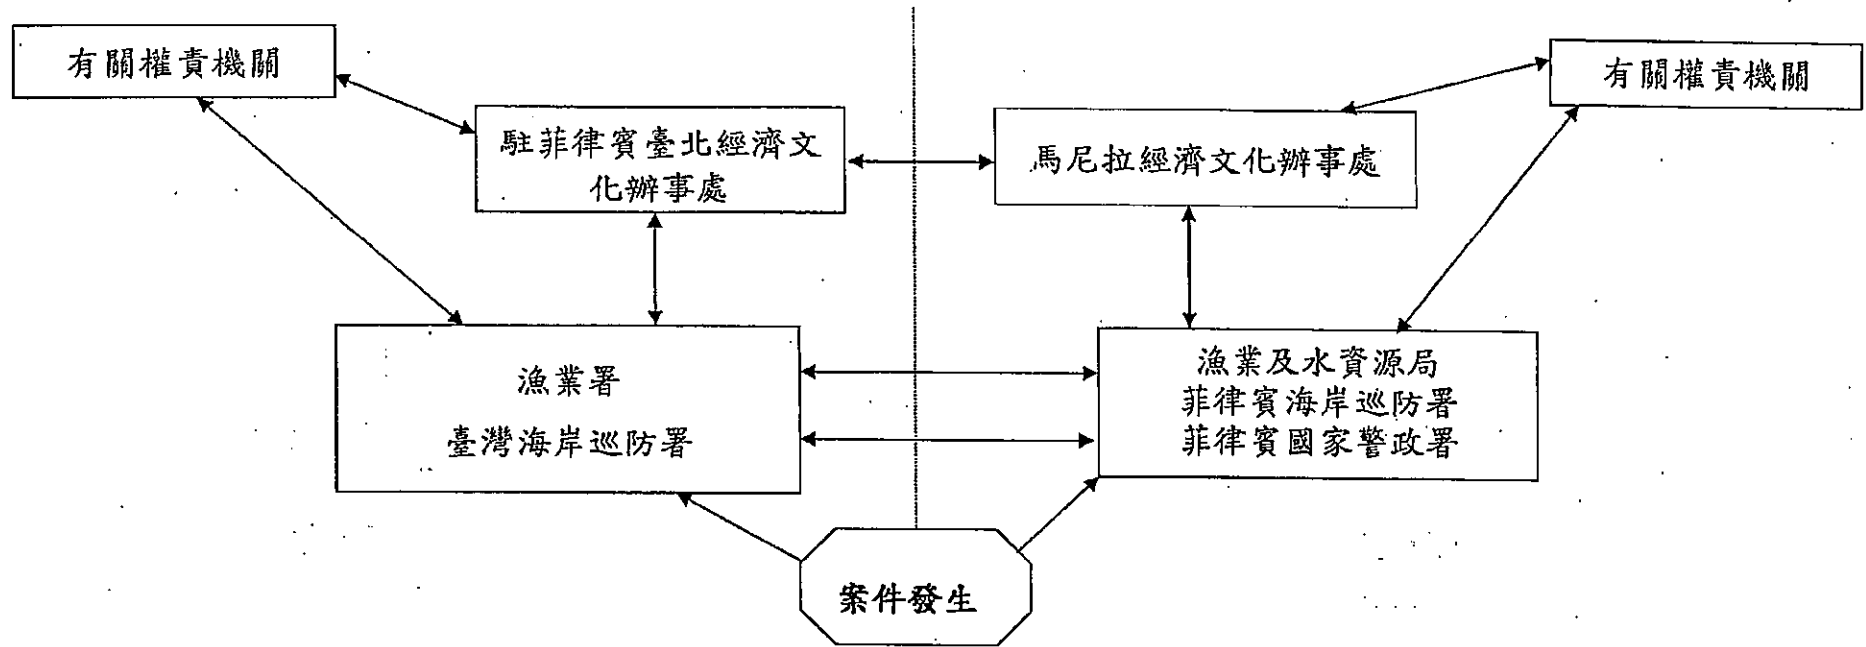 有關權責機關
有關權責機關
駐菲律賓臺北經濟文
化辦事處
馬尼拉經濟文化辦事處
漁業署
臺灣海岸巡防署
漁業及水資源局
菲律賓海岸巡防署
菲律賓國家警政署
案件發生